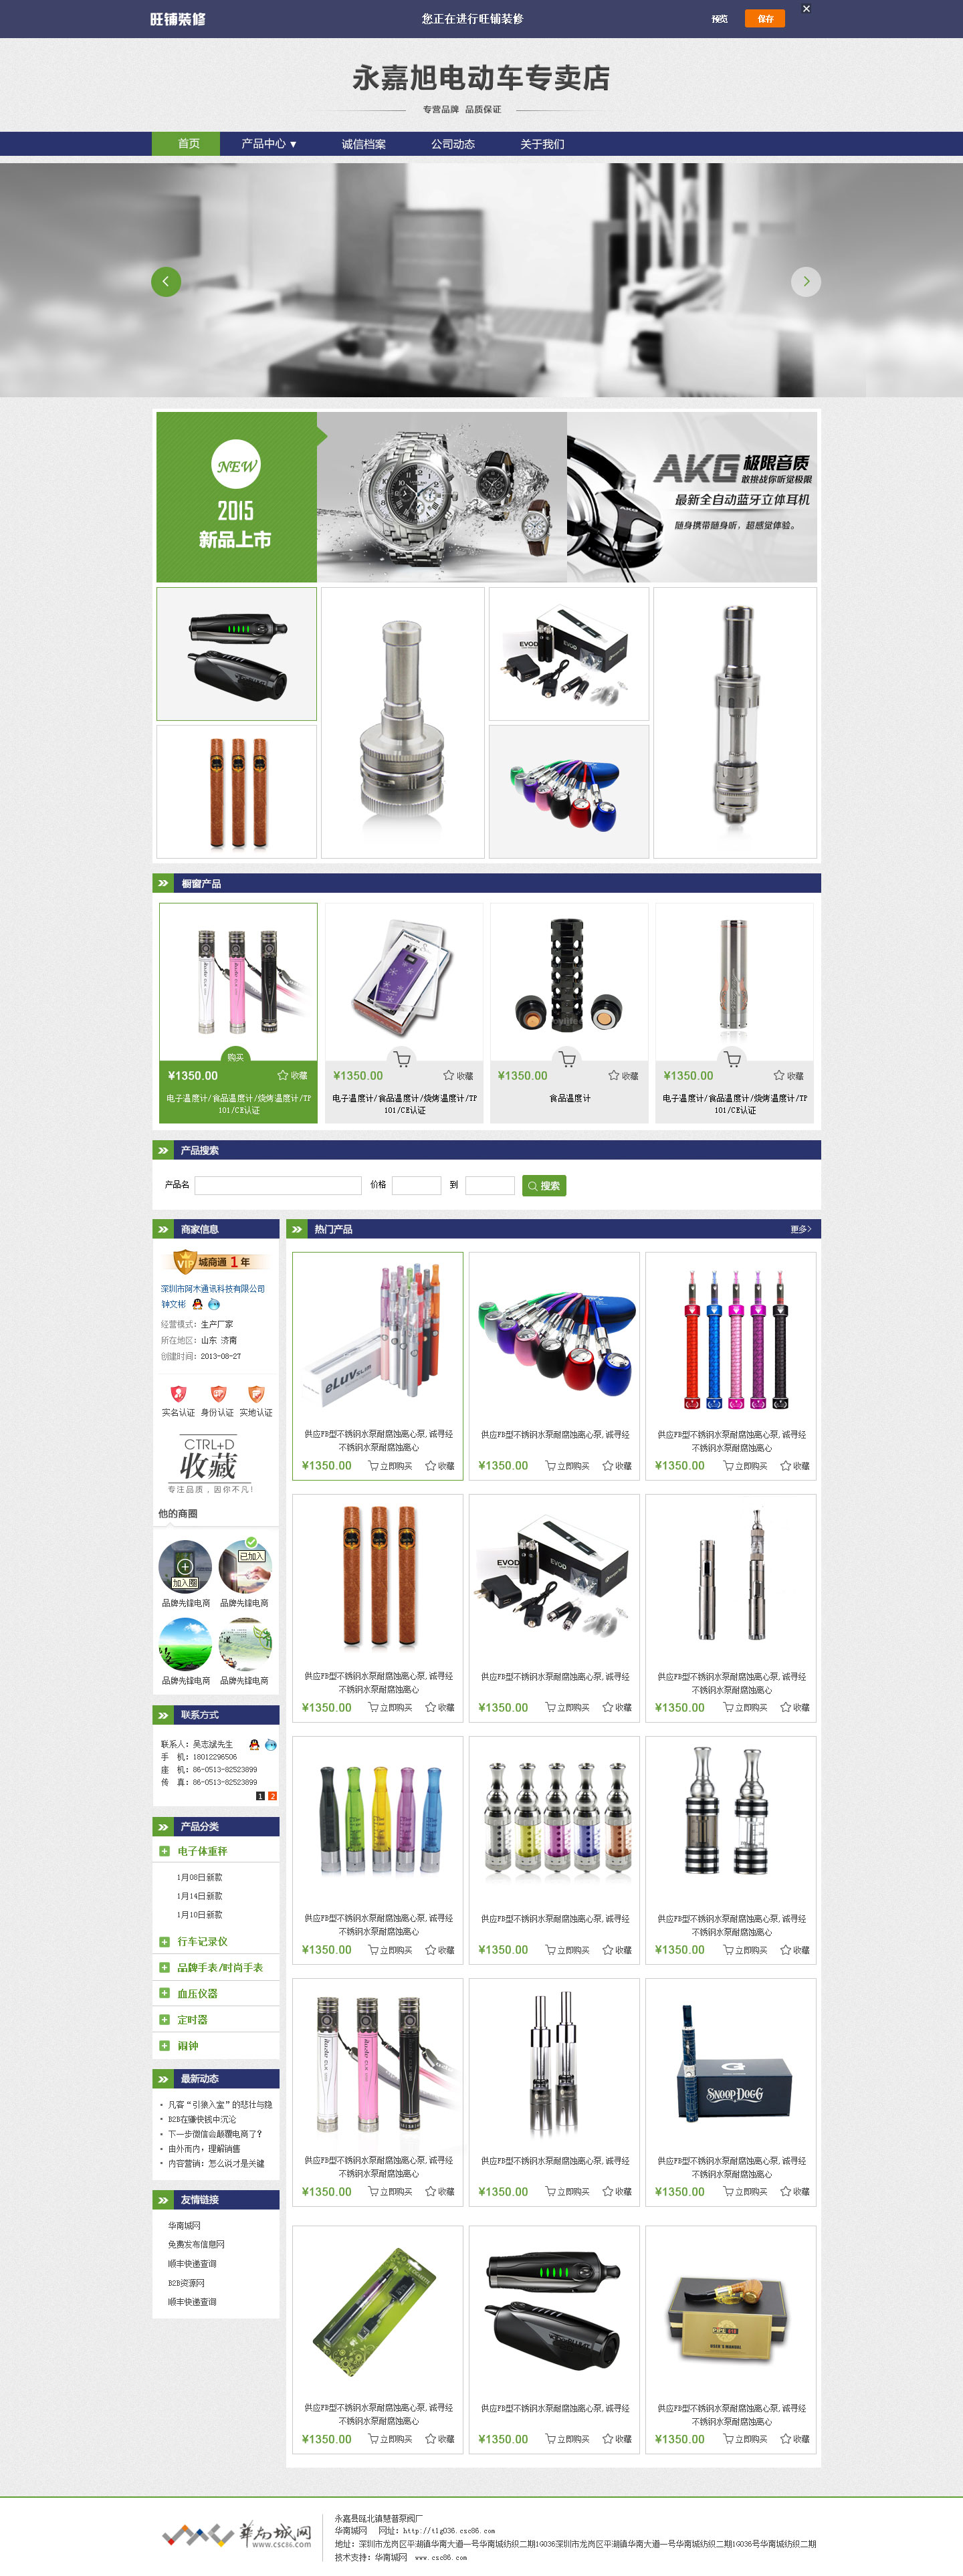 旺铺装修
您正在进行旺铺装修
预览
保存
永嘉旭电动车专卖店
专营品牌 品质保证
首页
产品中心 ▼
诚信档案
公司动态
关于我们
NEW
2015
新品上市
AKG 极限音质
敢挑战你听觉极限
最新全自动蓝牙立体耳机
随身携带随身听,超感觉体验。
EVOD
橱窗产品
购买
¥1350.00 收藏
电子温度计/食品温度计/烧烤温度计/TP
101/CE认证
¥1350.00 收藏
电子温度计/食品温度计/烧烤温度计/TP
101/CE认证
¥1350.00 收藏
食品温度计
¥1350.00 收藏
电子温度计/食品温度计/烧烤温度计/TP
101/CE认证
产品搜索
产品名
价格
到
搜索
商家信息
VIP 城商通 1 年
深圳市阿木通讯科技有限公司
钟文彬
经营模式: 生产厂家
所在地区: 山东 济南
创建时间: 2013-08-27
实名认证 身份认证 实地认证
CTRL+D
收藏
专注品质,因你不凡!
他的商圈
加入圈
已加入
品牌先锋电商 品牌先锋电商
品牌先锋电商 品牌先锋电商
联系方式
联系人: 吴志斌先生
手 机: 18012296506
座 机: 86-0513-82523899
传 真: 86-0513-82523899
1 2
产品分类
电子体重秤
1月08日新款
1月14日新款
1月10日新款
行车记录仪
品牌手表/时尚手表
血压仪器
定时器
闹钟
最新动态
• 凡客“引狼入室”的悲壮与隐
• B2B在赚快钱中沉沦
• 下一步微信会颠覆电商了?
• 由外而内,理解销售
• 内容营销: 怎么说才是关键
友情链接
华南城网
免费发布信息网
顺丰快递查询
B2B资源网
顺丰快递查询
热门产品
更多>
eLuv SLIM
供应FB型不锈钢水泵耐腐蚀离心泵,诚寻经
不锈钢水泵耐腐蚀离心
¥1350.00 立即购买 收藏
供应FB型不锈钢水泵耐腐蚀离心泵,诚寻经
¥1350.00 立即购买 收藏
供应FB型不锈钢水泵耐腐蚀离心泵,诚寻经
不锈钢水泵耐腐蚀离心
¥1350.00 立即购买 收藏
供应FB型不锈钢水泵耐腐蚀离心泵,诚寻经
不锈钢水泵耐腐蚀离心
¥1350.00 立即购买 收藏
EVOD
EVOD
供应FB型不锈钢水泵耐腐蚀离心泵,诚寻经
¥1350.00 立即购买 收藏
供应FB型不锈钢水泵耐腐蚀离心泵,诚寻经
不锈钢水泵耐腐蚀离心
¥1350.00 立即购买 收藏
供应FB型不锈钢水泵耐腐蚀离心泵,诚寻经
不锈钢水泵耐腐蚀离心
¥1350.00 立即购买 收藏
供应FB型不锈钢水泵耐腐蚀离心泵,诚寻经
¥1350.00 立即购买 收藏
供应FB型不锈钢水泵耐腐蚀离心泵,诚寻经
不锈钢水泵耐腐蚀离心
¥1350.00 立即购买 收藏
供应FB型不锈钢水泵耐腐蚀离心泵,诚寻经
不锈钢水泵耐腐蚀离心
¥1350.00 立即购买 收藏
供应FB型不锈钢水泵耐腐蚀离心泵,诚寻经
¥1350.00 立即购买 收藏
SNOOP DOGG
供应FB型不锈钢水泵耐腐蚀离心泵,诚寻经
不锈钢水泵耐腐蚀离心
¥1350.00 立即购买 收藏
供应FB型不锈钢水泵耐腐蚀离心泵,诚寻经
不锈钢水泵耐腐蚀离心
¥1350.00 立即购买 收藏
供应FB型不锈钢水泵耐腐蚀离心泵,诚寻经
¥1350.00 立即购买 收藏
USER'S MANUAL
供应FB型不锈钢水泵耐腐蚀离心泵,诚寻经
不锈钢水泵耐腐蚀离心
¥1350.00 立即购买 收藏
华南城网
www.csc86.com
永嘉县瓯北镇慧普泵阀厂
华南城网 网址: http://tlg036.csc86.com
地址: 深圳市龙岗区平湖镇华南大道一号华南城纺织二期1G036深圳市龙岗区平湖镇华南大道一号华南城纺织二期1G036号华南城纺织二期
技术支持: 华南城网 www.csc86.com